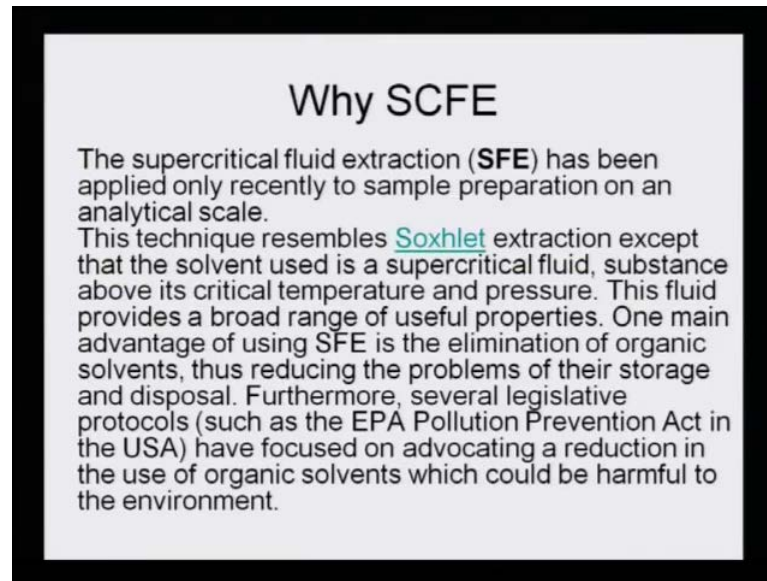 Why SCFE
The supercritical fluid extraction (SFE) has been
applied only recently to sample preparation on an
analytical scale.
This technique resembles Soxhlet extraction except
that the solvent used is a supercritical fluid, substance
above its critical temperature and pressure. This fluid
provides a broad range of useful properties. One main
advantage of using SFE is the elimination of organic
solvents, thus reducing the problems of their storage
and disposal. Furthermore, several legislative
protocols (such as the EPA Pollution Prevention Act in
the USA) have focused on advocating a reduction in
the use of organic solvents which could be harmful to
the environment.